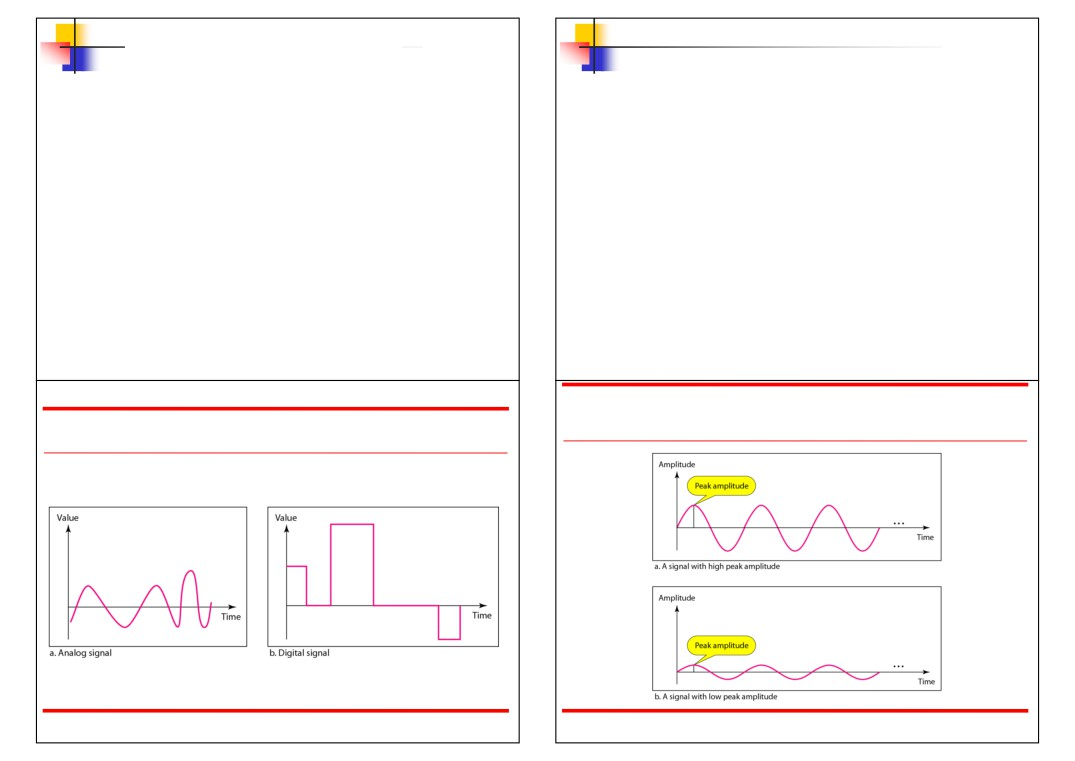 Value
Time
a. Analog signal
Value
Time
b. Digital signal
Amplitude
Peak amplitude
...
Time
a. A signal with high peak amplitude
Amplitude
Peak amplitude
...
Time
b. A signal with low peak amplitude